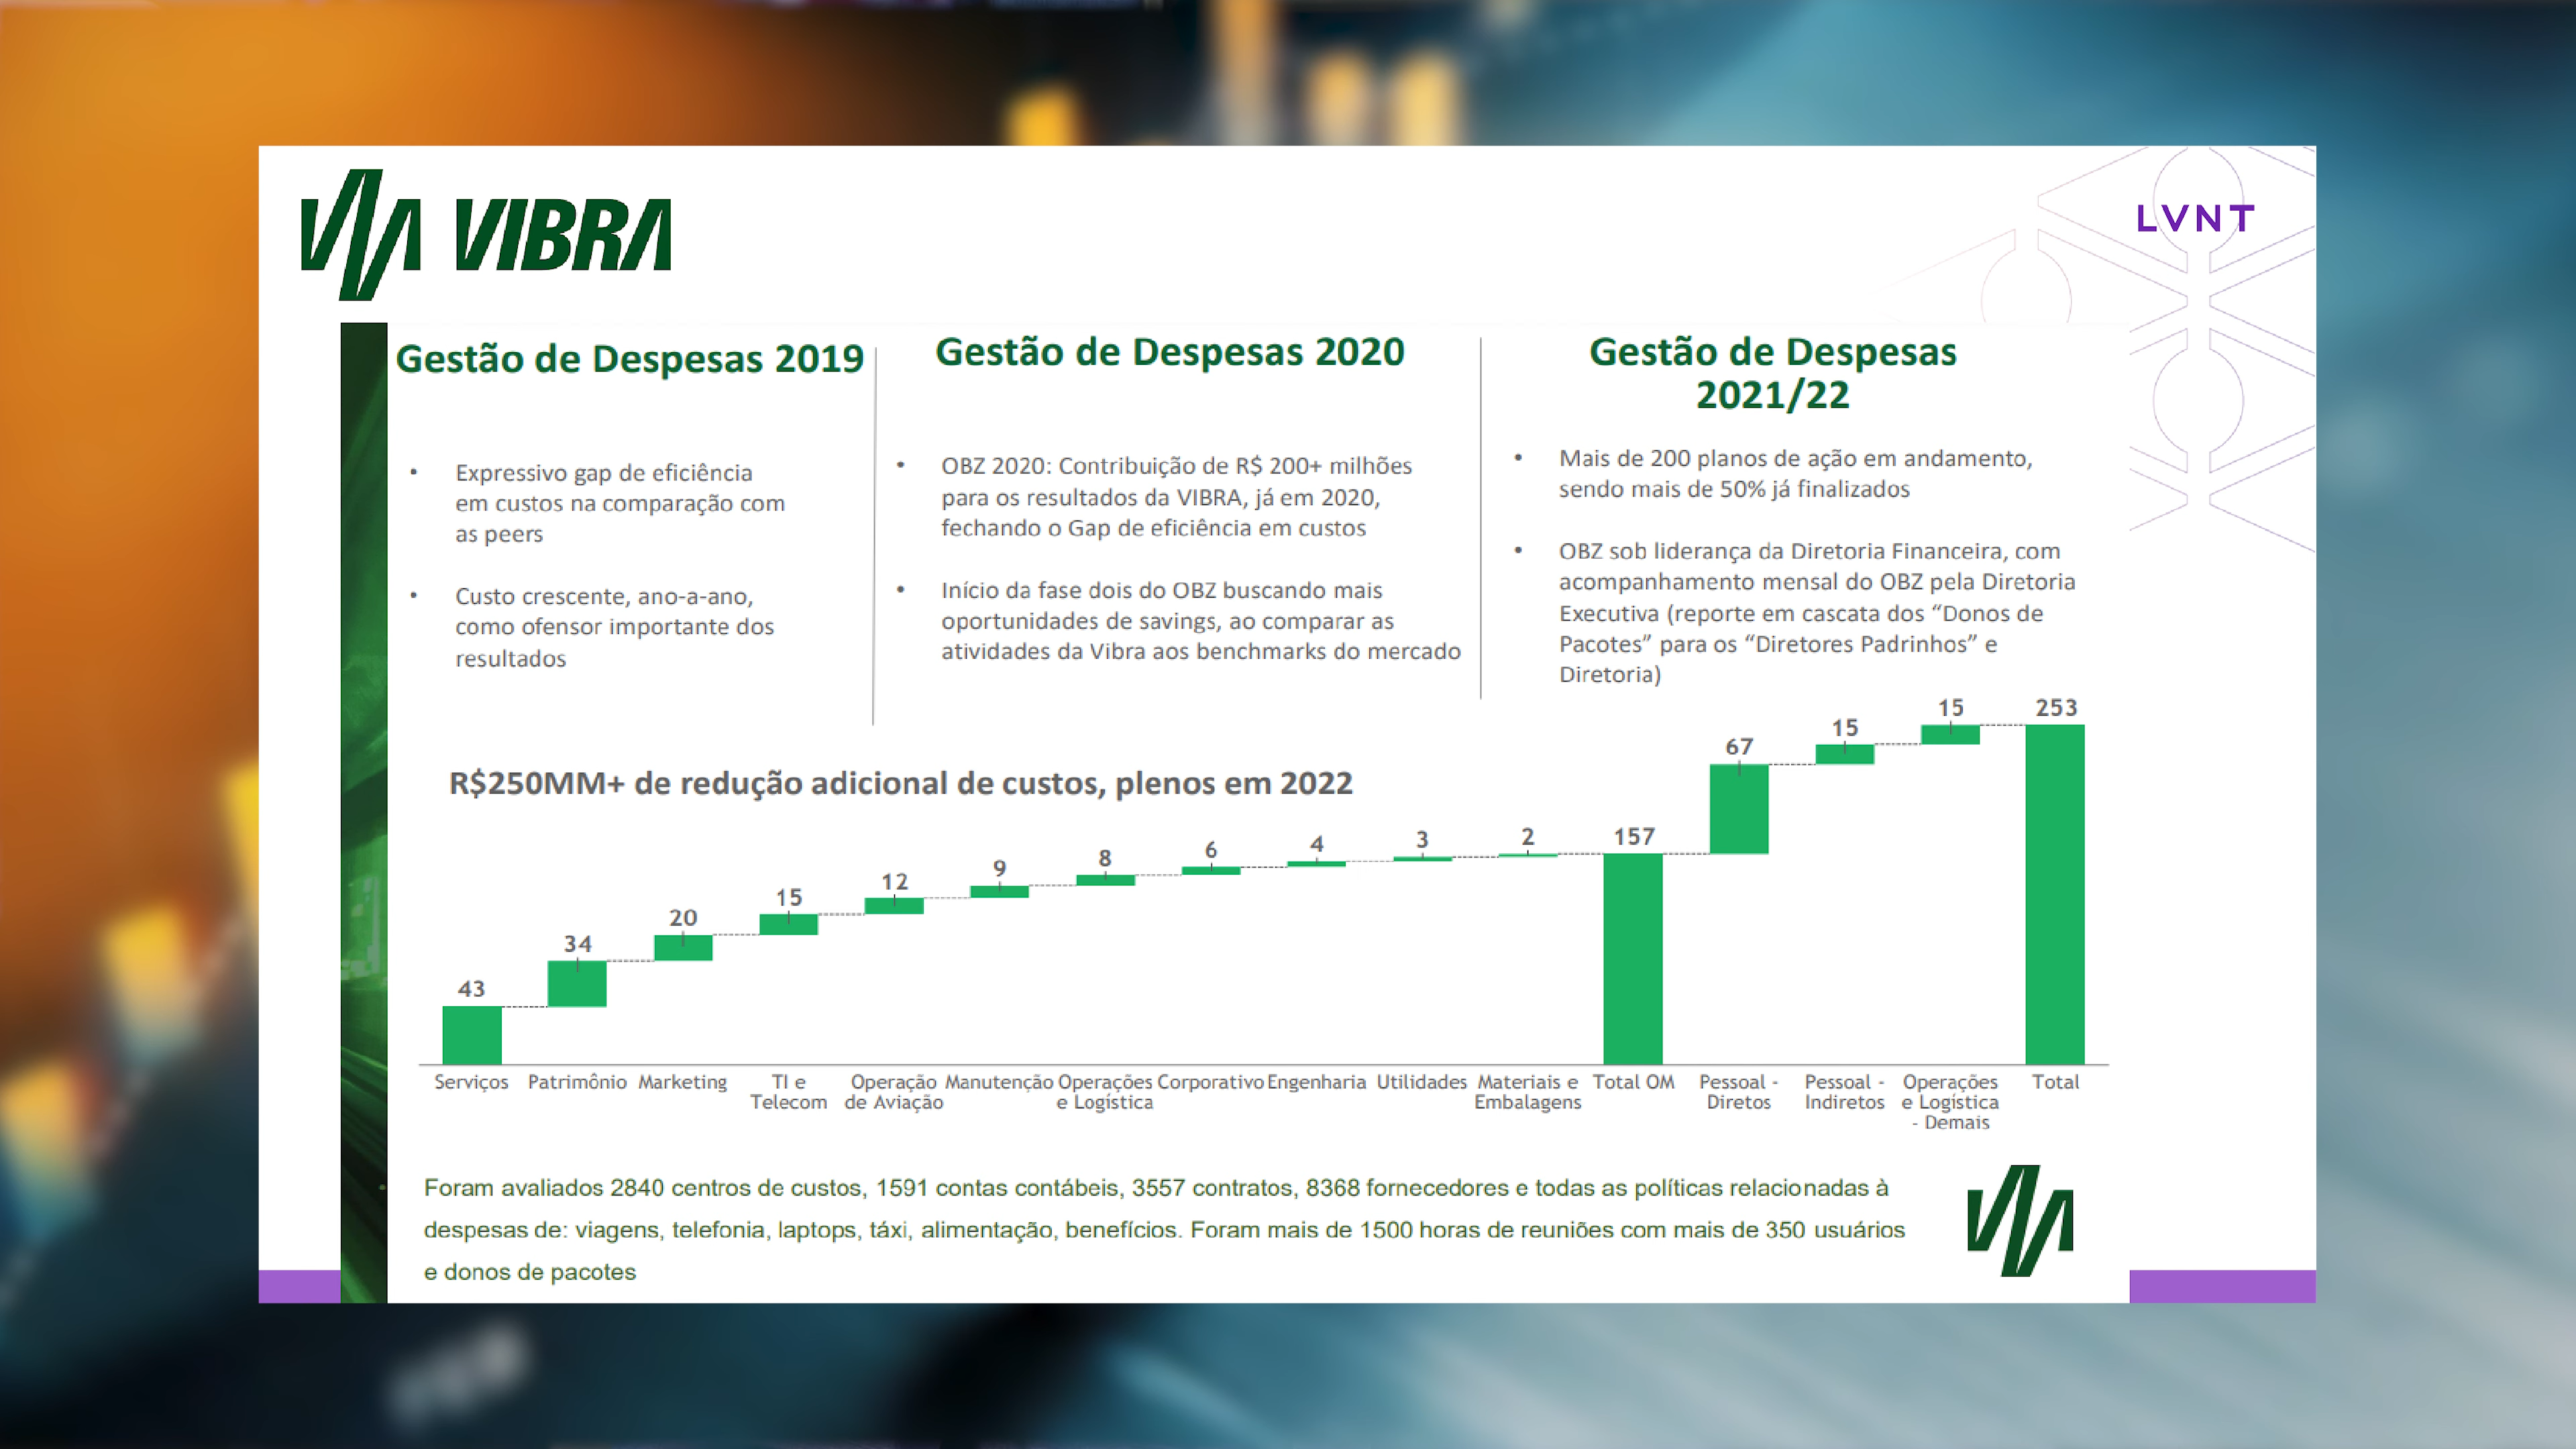 VIBRA
LVNT
Gestão de Despesas 2019
• Expressivo gap de eficiência
em custos na comparação com
as peers
• Custo crescente, ano-a-ano,
como ofensor importante dos
resultados
Gestão de Despesas 2020
• OBZ 2020: Contribuição de R$ 200+ milhões
para os resultados da VIBRA, já em 2020,
fechando o Gap de eficiência em custos
• Início da fase dois do OBZ buscando mais
oportunidades de savings, ao comparar as
atividades da Vibra aos benchmarks do mercado
Gestão de Despesas
2021/22
• Mais de 200 planos de ação em andamento,
sendo mais de 50% já finalizados
• OBZ sob liderança da Diretoria Financeira, com
acompanhamento mensal do OBZ pela Diretoria
Executiva (reporte em cascata dos “Donos de
Pacotes” para os “Diretores Padrinhos” e
Diretoria)
R$250MM+ de redução adicional de custos, plenos em 2022
43
34
20
15
12
9
8
6
4
3
2
157
67
15
15
253
Serviços
Patrimônio
Marketing
TI e
Telecom
Operação
de Aviação
Manutenção
Operações
e Logística
Corporativo
Engenharia
Utilidades
Materiais e
Embalagens
Total OM
Pessoal -
Diretos
Pessoal -
Indiretos
Operações
e Logística
- Demais
Total
• Foram avaliados 2840 centros de custos, 1591 contas contábeis, 3557 contratos, 8368 fornecedores e todas as políticas relacionadas à
despesas de: viagens, telefonia, laptops, táxi, alimentação, benefícios. Foram mais de 1500 horas de reuniões com mais de 350 usuários
e donos de pacotes